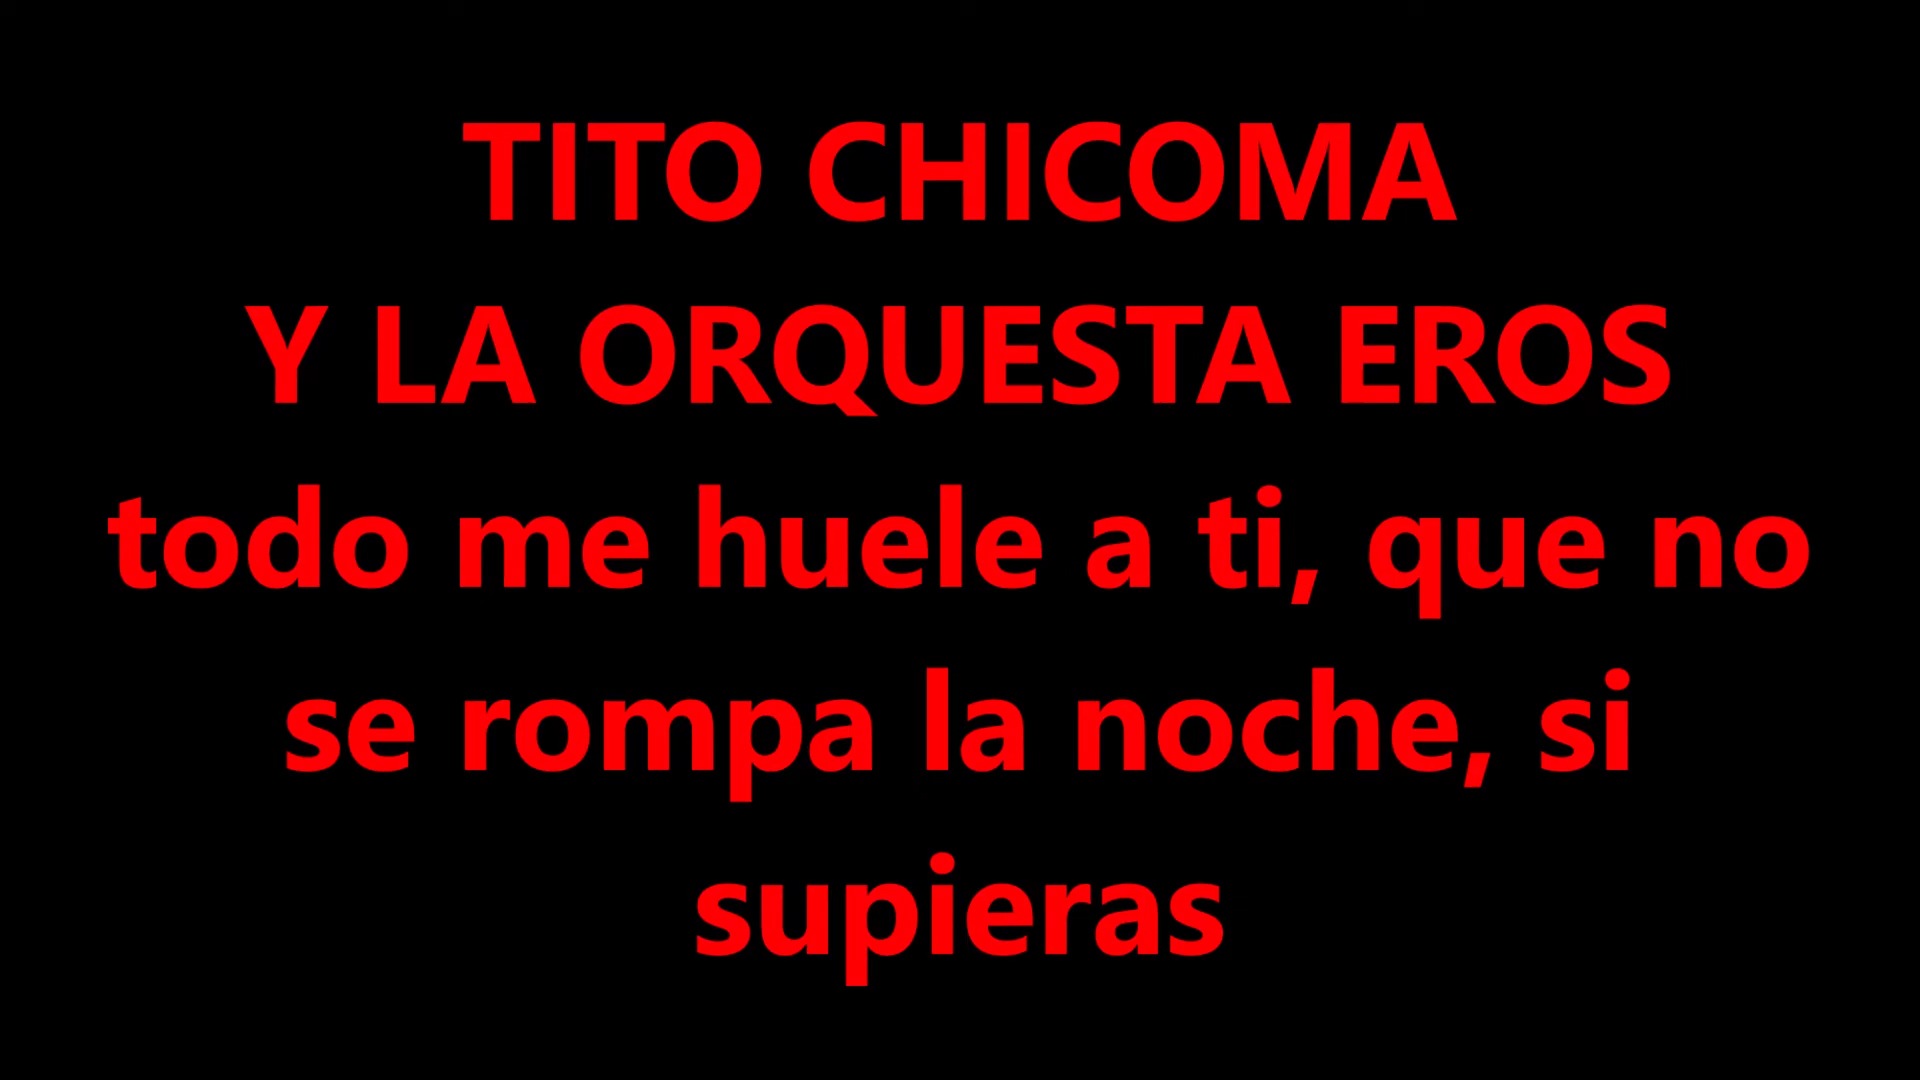 TITO CHICOMA
Y LA ORQUESTA EROS
todo me huele a ti, que no
se rompa la noche, si
supieras